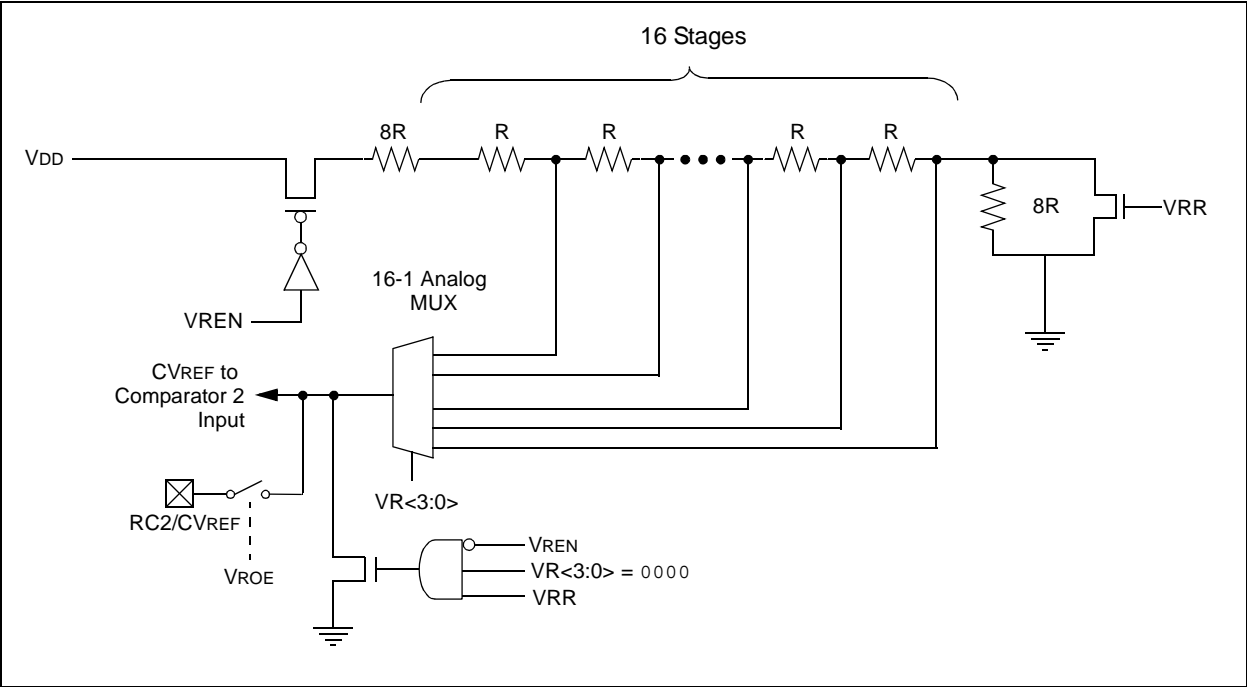 16 Stages
8R
R
R
R
R
VDD
8R
VRR
16-1 Analog
MUX
VREN
CVREF to
Comparator 2
Input
VR<3:0>
RC2/CVREF
VROE
VREN
VR<3:0> = 0000
VRR